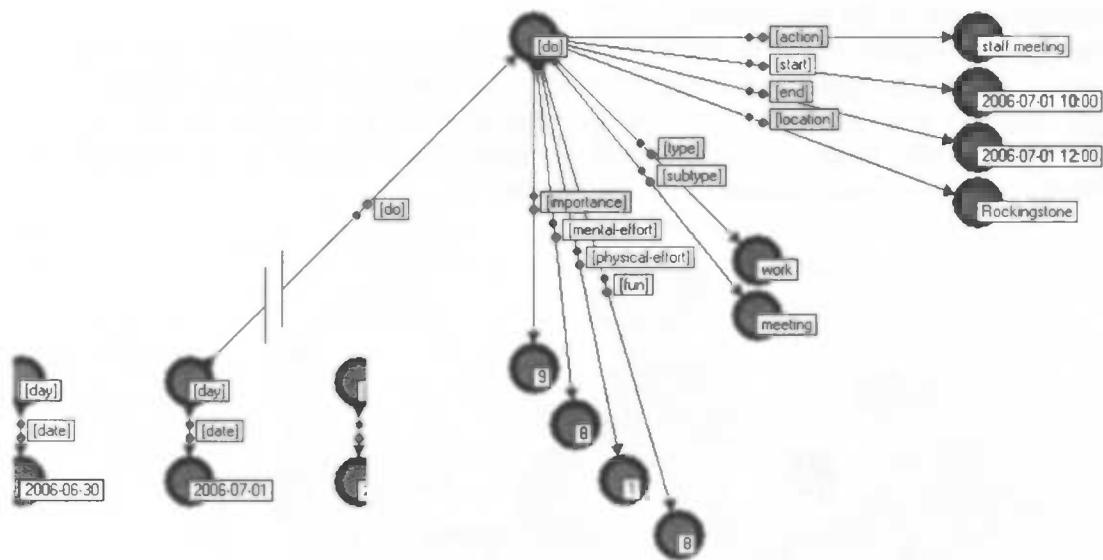 [do]
[action]
staff meeting
[start]
[end]
2006-07-01 10:00
[location]
[type]
2006-07-01 12:00
[subtype]
[importance]
[do]
Rockingstone
[mental-effort]
[physical-effort]
work
[fun]
meeting
9
[day]
[day]
8
[date]
[date]
1
2006-06-30
2006-07-01
8